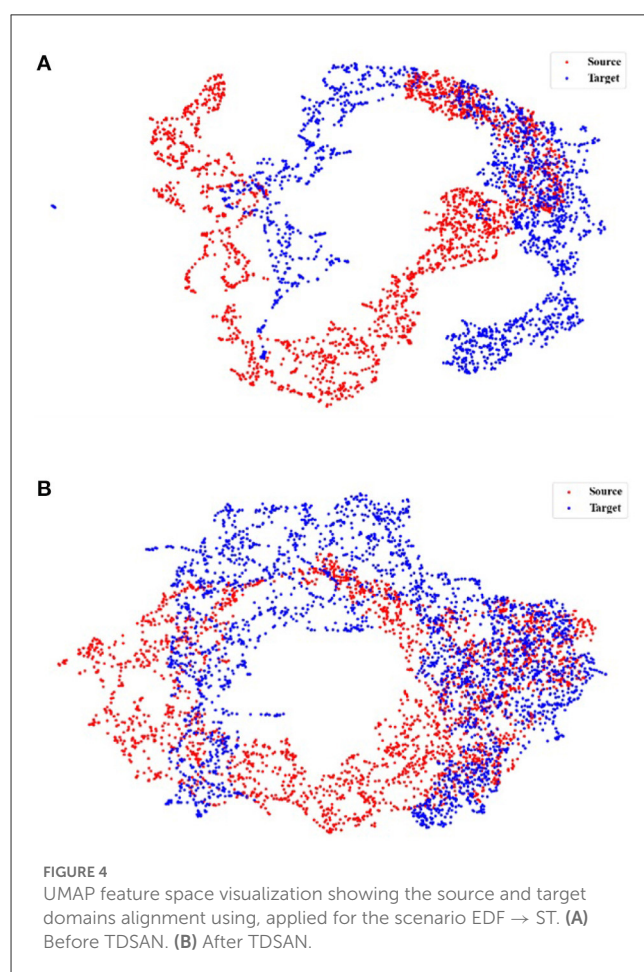 A
Source
Target
B
Source
Target
FIGURE 4
UMAP feature space visualization showing the source and target
domains alignment using, applied for the scenario EDF → ST. (A)
Before TDSAN. (B) After TDSAN.